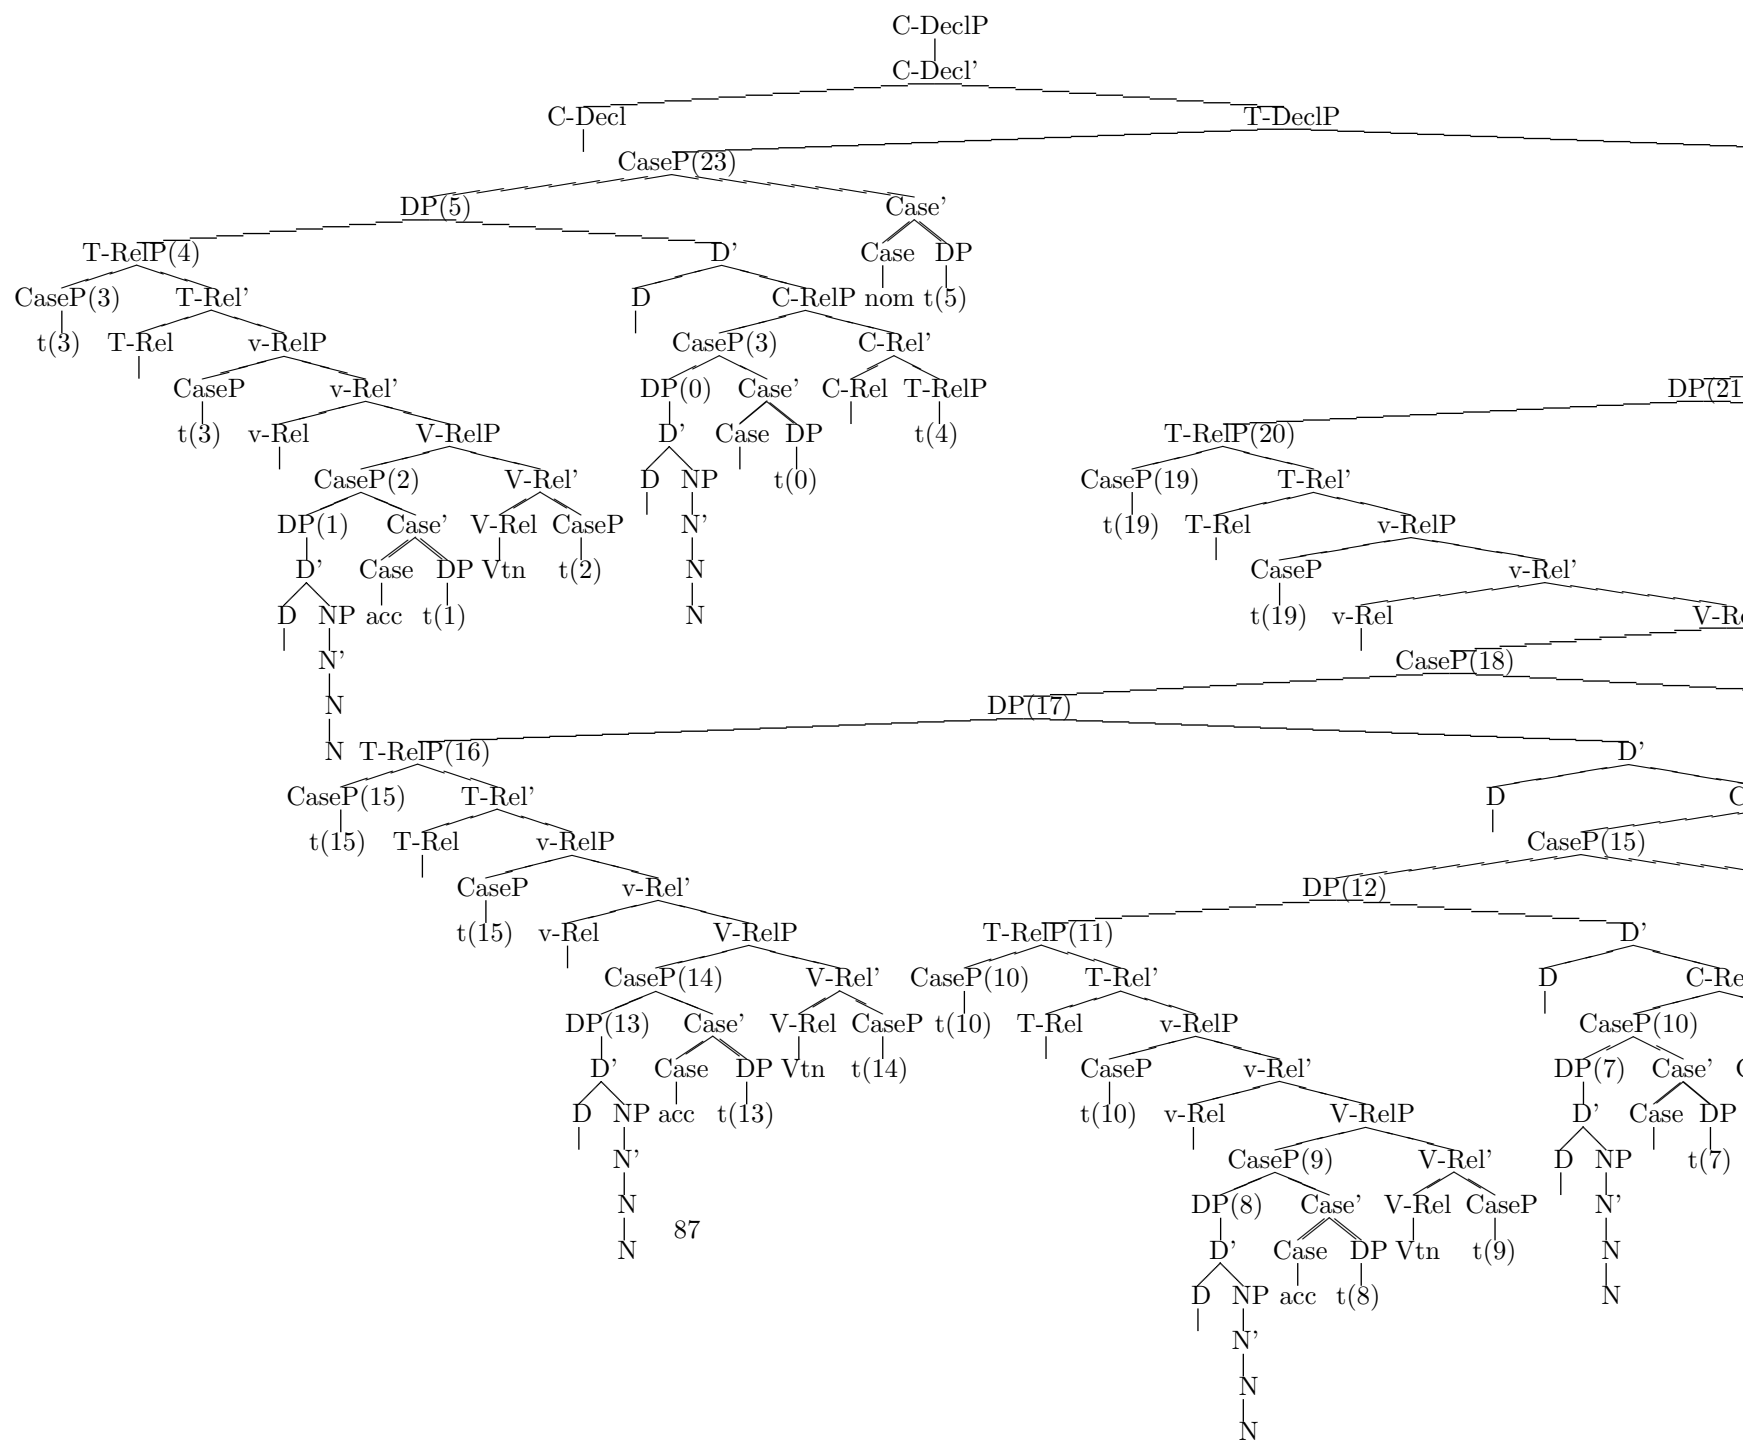 C-DeclP
C-Decl'
C-Decl T-DeclP
CaseP(23)
DP(5) Case'
T-RelP(4) D' Case DP
CaseP(3) T-Rel' D C-RelP nom t(5)
t(3) T-Rel v-RelP CaseP(3) C-Rel'
CaseP v-Rel' DP(0) Case' C-Rel T-RelP DP(21
t(3) v-Rel V-RelP D' Case DP t(4) T-RelP(20)
CaseP(2) V-Rel' D NP t(0) CaseP(19) T-Rel'
DP(1) Case' V-Rel CaseP N' t(19) T-Rel v-RelP
D' Case DP Vtn t(2) N CaseP v-Rel'
D NP acc t(1) N t(19) v-Rel V-Re
N' CaseP(18)
N DP(17)
N T-RelP(16) D'
CaseP(15) T-Rel' D C
t(15) T-Rel v-RelP CaseP(15)
CaseP v-Rel' DP(12)
t(15) v-Rel V-RelP T-RelP(11) D'
CaseP(14) V-Rel' CaseP(10) T-Rel' D C-Re
DP(13) Case' V-Rel CaseP t(10) T-Rel v-RelP CaseP(10)
D' Case DP Vtn t(14) CaseP v-Rel' DP(7) Case' C
D NP acc t(13) t(10) v-Rel V-RelP D' Case DP
N' CaseP(9) V-Rel' D NP t(7)
N DP(8) Case' V-Rel CaseP N'
87
N D' Case DP Vtn t(9) N
D NP acc t(8) N
N'
N
N